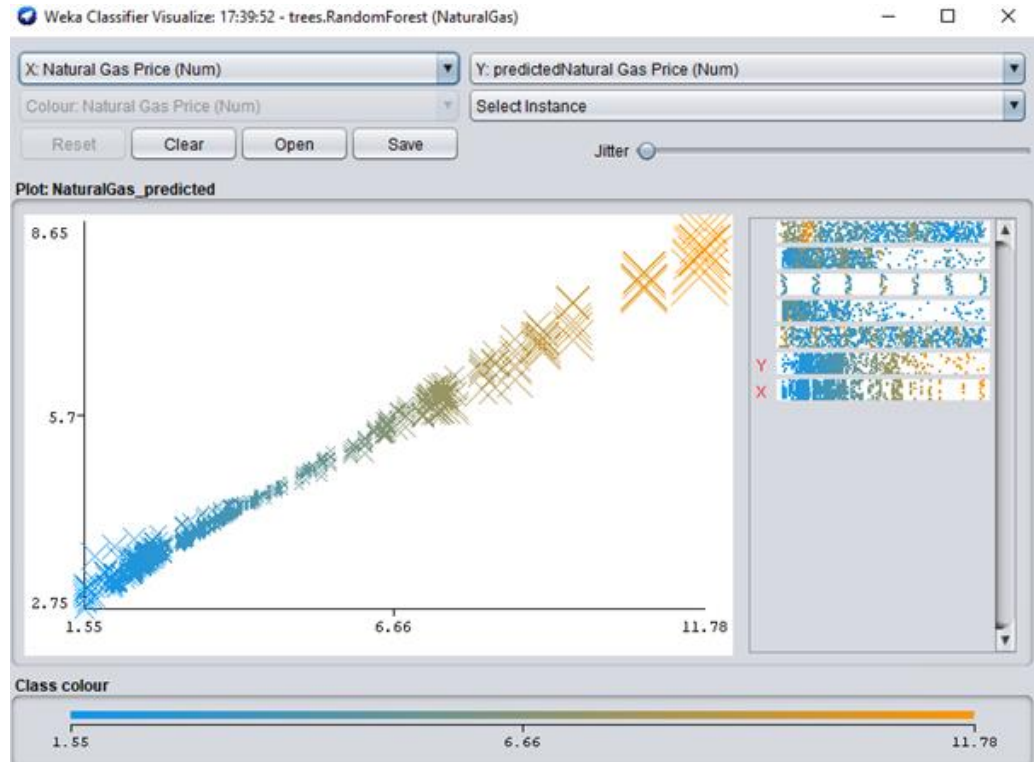 Weka Classifier Visualize: 17:39:52 - trees.RandomForest (NaturalGas)
X: Natural Gas Price (Num) Y: predictedNatural Gas Price (Num)
Colour: Natural Gas Price (Num) Select Instance
Reset Clear Open Save Jitter
Plot: NaturalGas_predicted
8.65
5.7
2.75
1.55 6.66 11.78
Y
X
Class colour
1.55 6.66 11.78